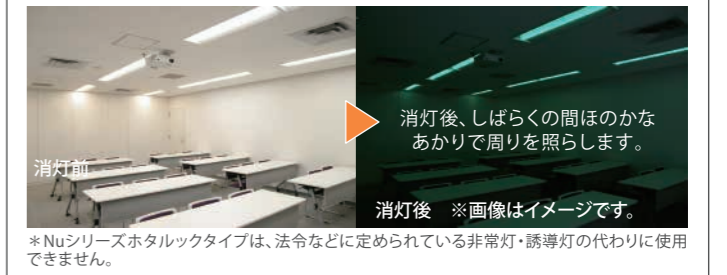 消灯前
消灯後、しばらくの間ほのかな
あかりで周りを照らします。
消灯後　※画像はイメージです。
＊Nuシリーズホタルックタイプは、法令などに定められている非常灯・誘導灯の代わりに使用
できません。